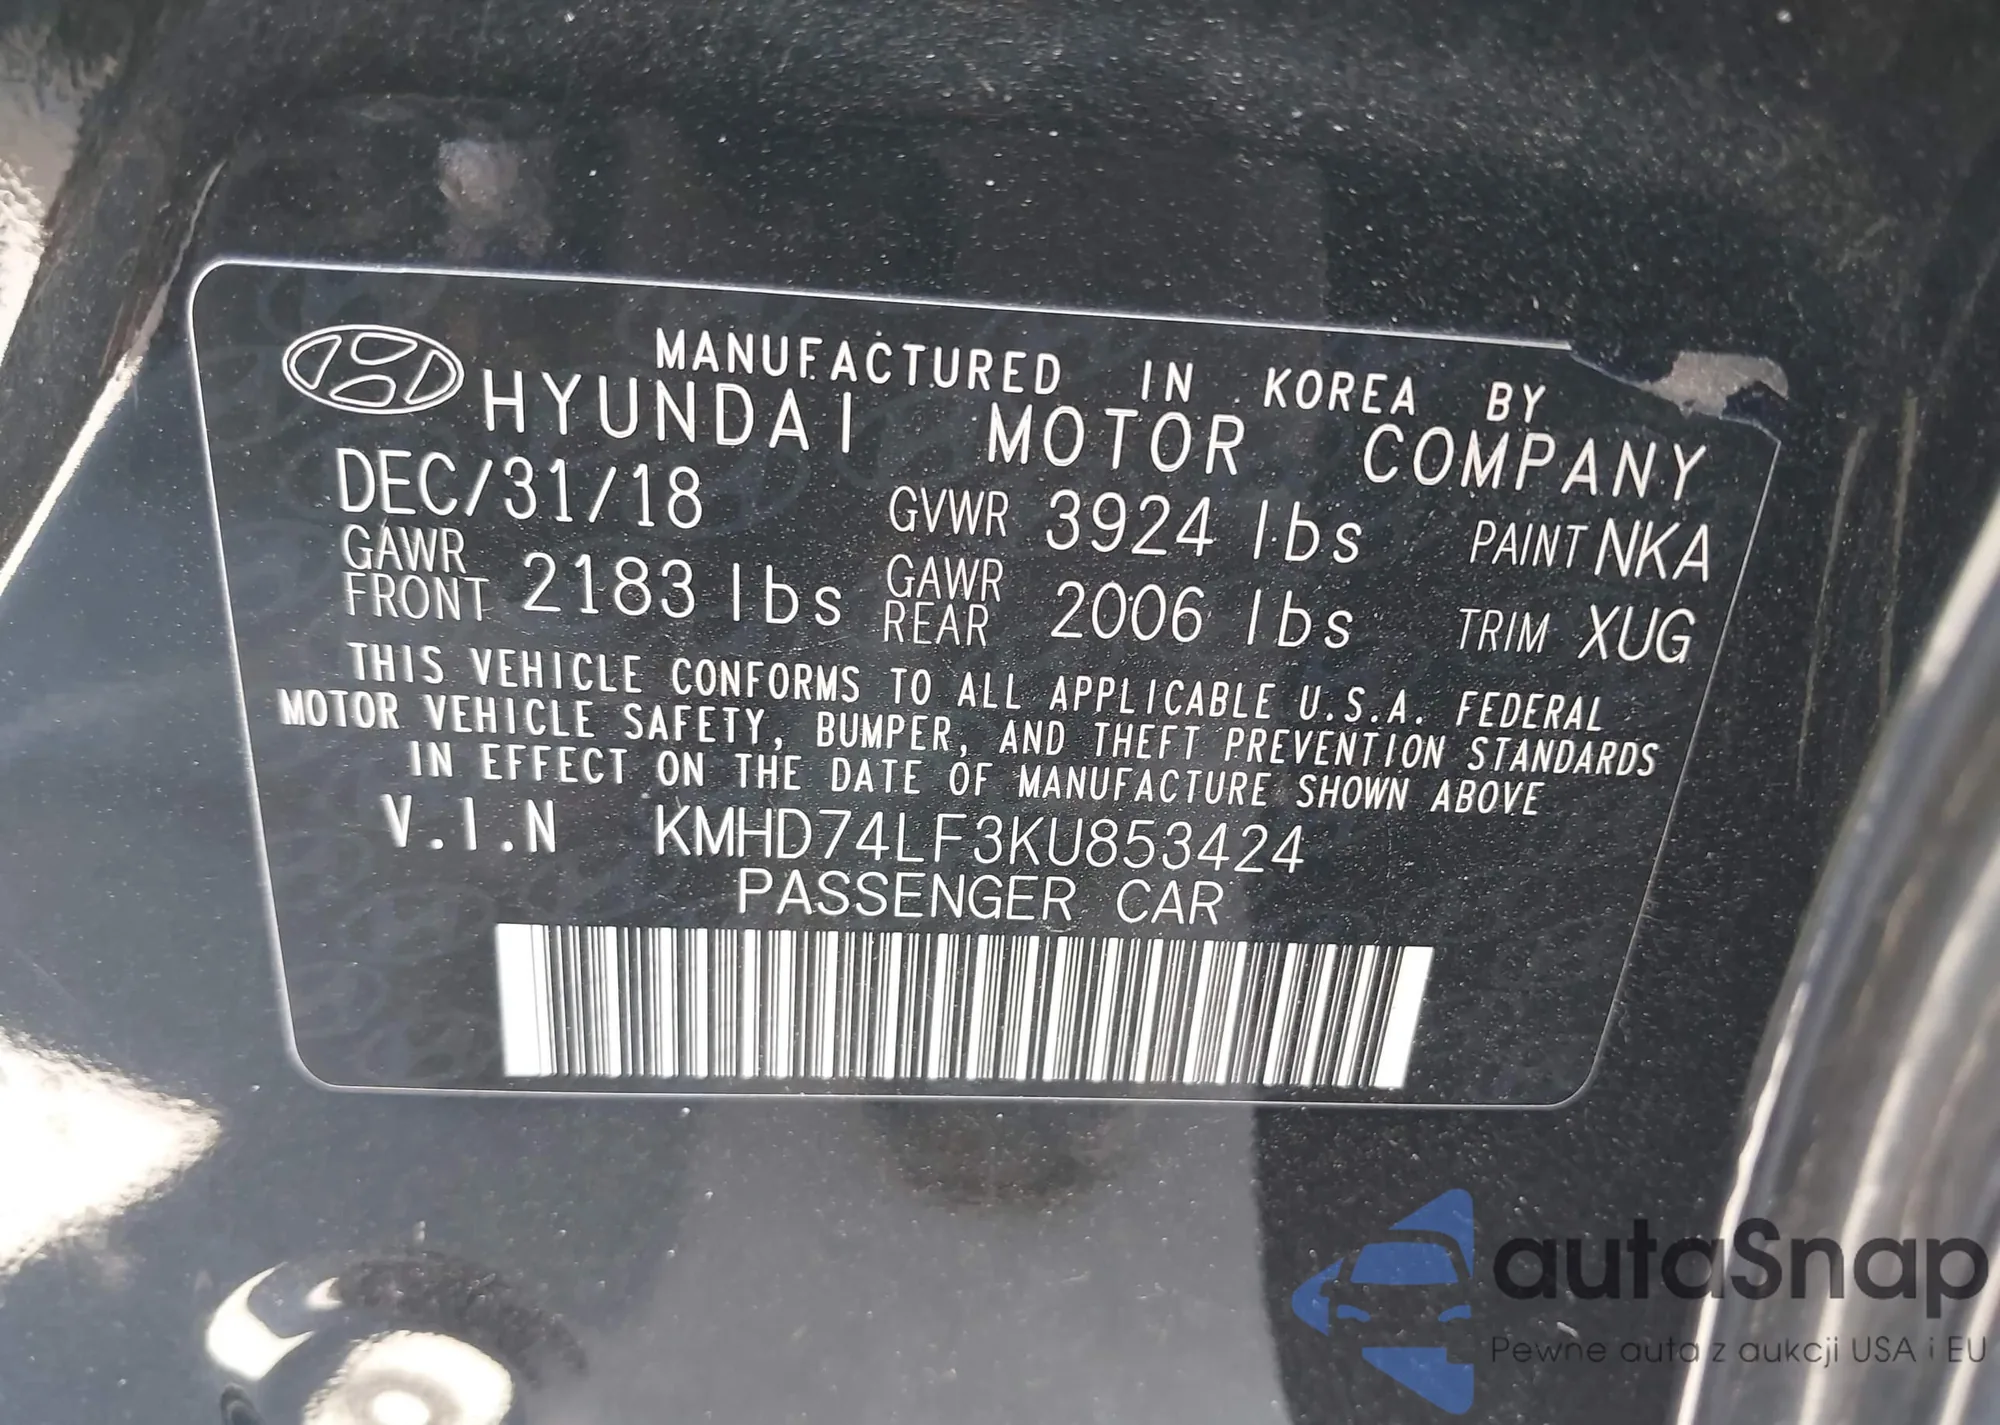 MANUFACTURED IN KOREA BY
HYUNDAI MOTOR COMPANY
DEC/31/18 GVWR 3924 lbs PAINT NKA
GAWR FRONT 2183 lbs GAWR REAR 2006 lbs TRIM XUG
THIS VEHICLE CONFORMS TO ALL APPLICABLE U.S.A. FEDERAL
MOTOR VEHICLE SAFETY, BUMPER, AND THEFT PREVENTION STANDARDS
IN EFFECT ON THE DATE OF MANUFACTURE SHOWN ABOVE
V.I.N KMHD74LF3KU853424
PASSENGER CAR
autaSnap
Pewne auta z aukcji USA i EU